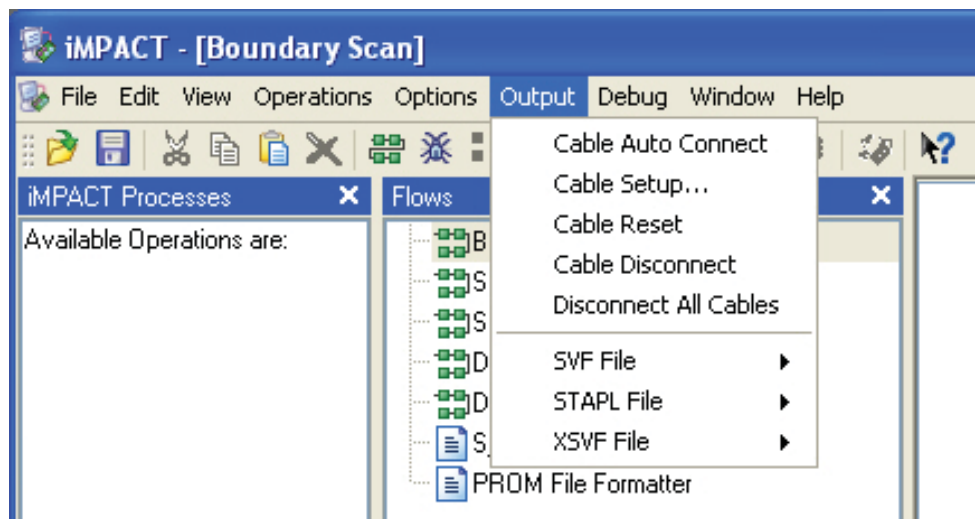 iMPACT - [Boundary Scan]
File Edit View Operations Options Output Debug Window Help
iMPACT Processes
Flows
Available Operations are:
B
S
S
D
D
S
PROM File Formatter
Cable Auto Connect
Cable Setup...
Cable Reset
Cable Disconnect
Disconnect All Cables
SVF File
STAPL File
XSVF File